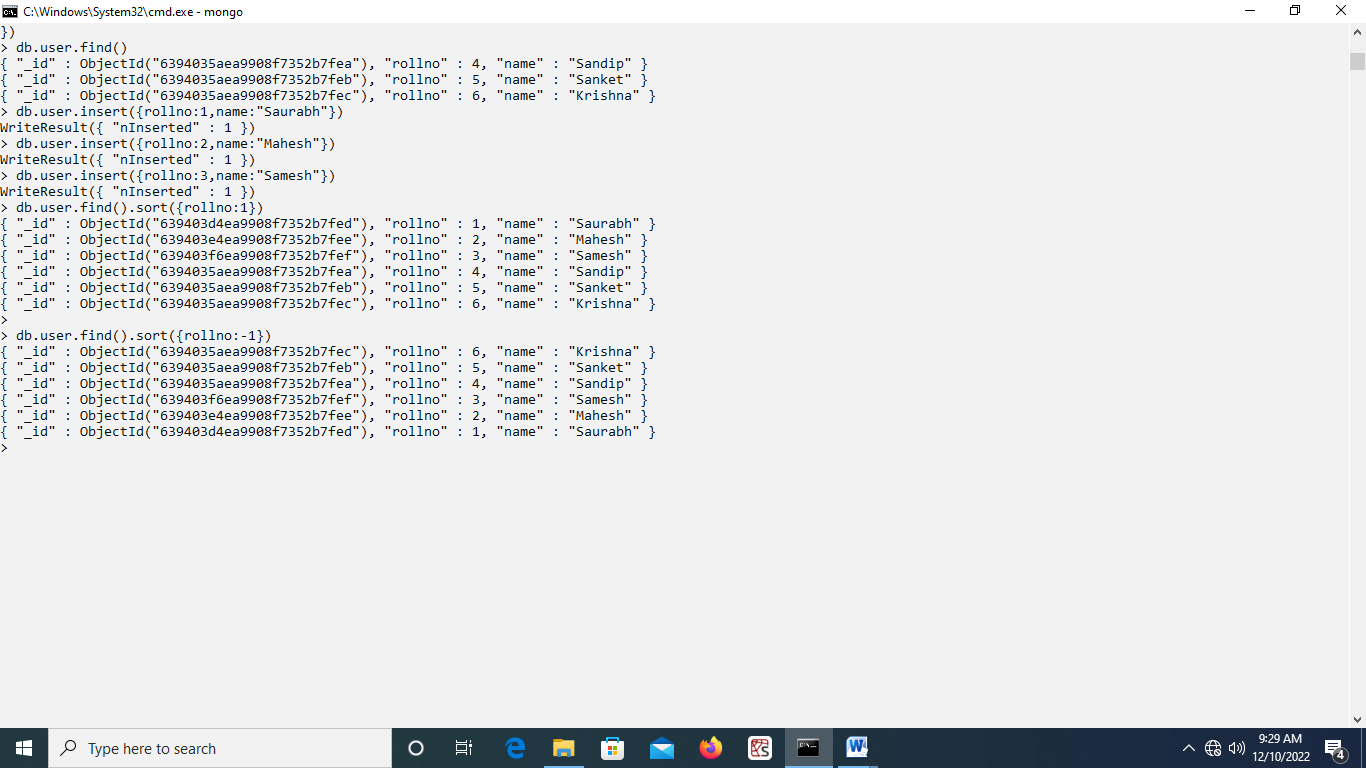 C:\Windows\System32\cmd.exe - mongo
})
> db.user.find()
{ "_id" : ObjectId("6394035aea9908f7352b7fea"), "rollno" : 4, "name" : "Sandip" }
{ "_id" : ObjectId("6394035aea9908f7352b7feb"), "rollno" : 5, "name" : "Sanket" }
{ "_id" : ObjectId("6394035aea9908f7352b7fec"), "rollno" : 6, "name" : "Krishna" }
> db.user.insert({rollno:1,name:"Saurabh"})
WriteResult({ "nInserted" : 1 })
> db.user.insert({rollno:2,name:"Mahesh"})
WriteResult({ "nInserted" : 1 })
> db.user.insert({rollno:3,name:"Samesh"})
WriteResult({ "nInserted" : 1 })
> db.user.find().sort({rollno:1})
{ "_id" : ObjectId("639403d4ea9908f7352b7fed"), "rollno" : 1, "name" : "Saurabh" }
{ "_id" : ObjectId("639403e4ea9908f7352b7fee"), "rollno" : 2, "name" : "Mahesh" }
{ "_id" : ObjectId("639403f6ea9908f7352b7fef"), "rollno" : 3, "name" : "Samesh" }
{ "_id" : ObjectId("6394035aea9908f7352b7fea"), "rollno" : 4, "name" : "Sandip" }
{ "_id" : ObjectId("6394035aea9908f7352b7feb"), "rollno" : 5, "name" : "Sanket" }
{ "_id" : ObjectId("6394035aea9908f7352b7fec"), "rollno" : 6, "name" : "Krishna" }
>
> db.user.find().sort({rollno:-1})
{ "_id" : ObjectId("6394035aea9908f7352b7fec"), "rollno" : 6, "name" : "Krishna" }
{ "_id" : ObjectId("6394035aea9908f7352b7feb"), "rollno" : 5, "name" : "Sanket" }
{ "_id" : ObjectId("6394035aea9908f7352b7fea"), "rollno" : 4, "name" : "Sandip" }
{ "_id" : ObjectId("639403f6ea9908f7352b7fef"), "rollno" : 3, "name" : "Samesh" }
{ "_id" : ObjectId("639403e4ea9908f7352b7fee"), "rollno" : 2, "name" : "Mahesh" }
{ "_id" : ObjectId("639403d4ea9908f7352b7fed"), "rollno" : 1, "name" : "Saurabh" }
>
Type here to search
9:29 AM
12/10/2022
4